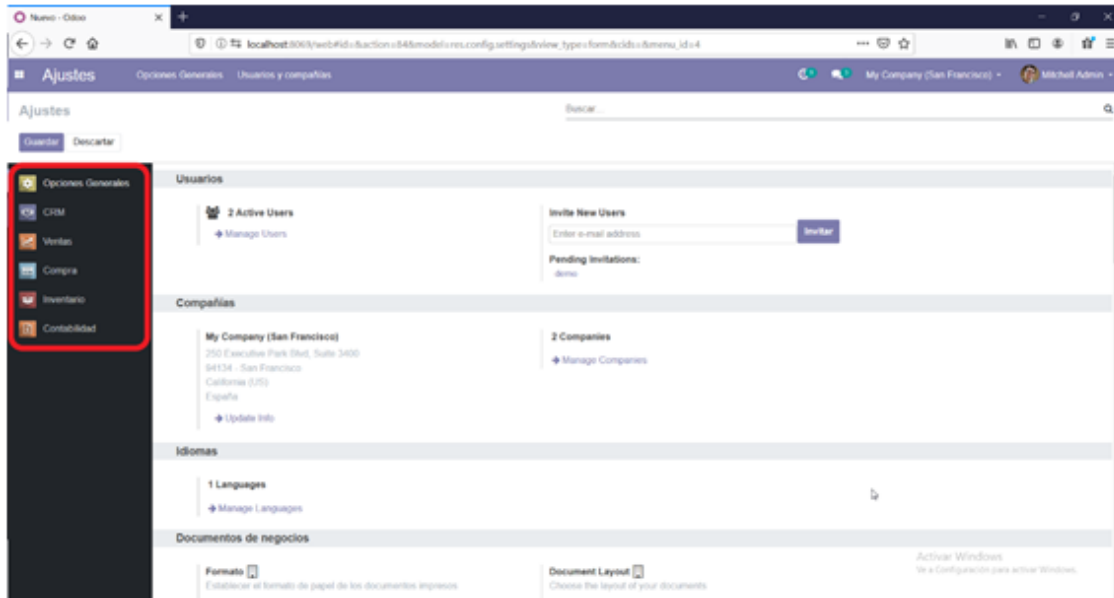 Nuevo - Odoo
localhost:8069/web#id=&action=84&model=res.config.settings&view_type=form&cids=&menu_id=4
Ajustes
Opciones Generales Usuarios y compañías
My Company (San Francisco)
Mitchell Admin
Ajustes
Buscar...
Guardar Descartar
Opciones Generales
CRM
Ventas
Compra
Inventario
Contabilidad
Usuarios
2 Active Users
Manage Users
Invite New Users
Enter e-mail address
Invitar
Pending Invitations:
demo
Compañías
My Company (San Francisco)
250 Executive Park Blvd, Suite 3400
94134 - San Francisco
California (US)
España
Update Info
2 Companies
Manage Companies
Idiomas
1 Languages
Manage Languages
Documentos de negocios
Formato
Establecer el formato de papel de los documentos impresos
Document Layout
Choose the layout of your documents
Activar Windows
Ve a Configuración para activar Windows.